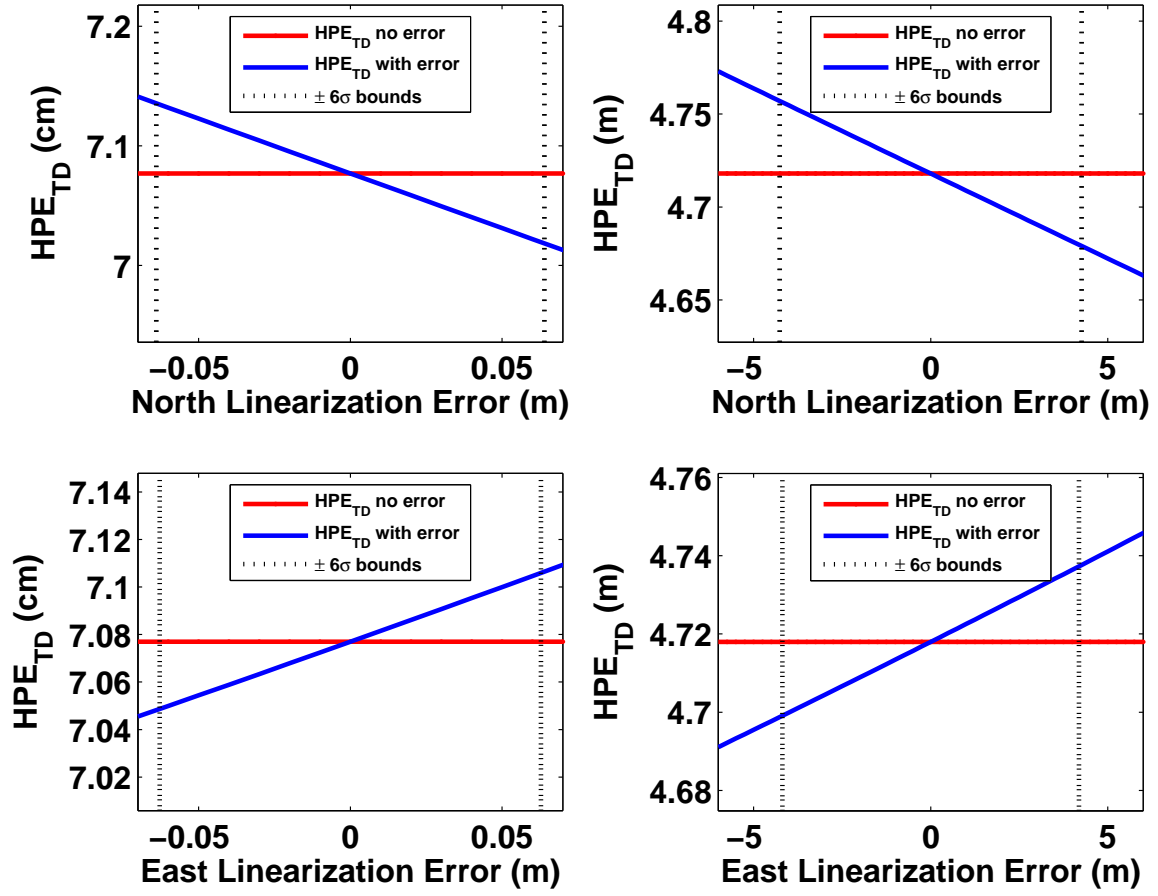 7.2
7.1
7
HPE_TD (cm)
HPE_TD no error
HPE_TD with error
± 6σ bounds
−0.05 0 0.05
North Linearization Error (m)
4.8
4.75
4.7
4.65
HPE_TD (m)
HPE_TD no error
HPE_TD with error
± 6σ bounds
−5 0 5
North Linearization Error (m)
7.14
7.12
7.1
7.08
7.06
7.04
7.02
HPE_TD (cm)
HPE_TD no error
HPE_TD with error
± 6σ bounds
−0.05 0 0.05
East Linearization Error (m)
4.76
4.74
4.72
4.7
4.68
HPE_TD (m)
HPE_TD no error
HPE_TD with error
± 6σ bounds
−5 0 5
East Linearization Error (m)